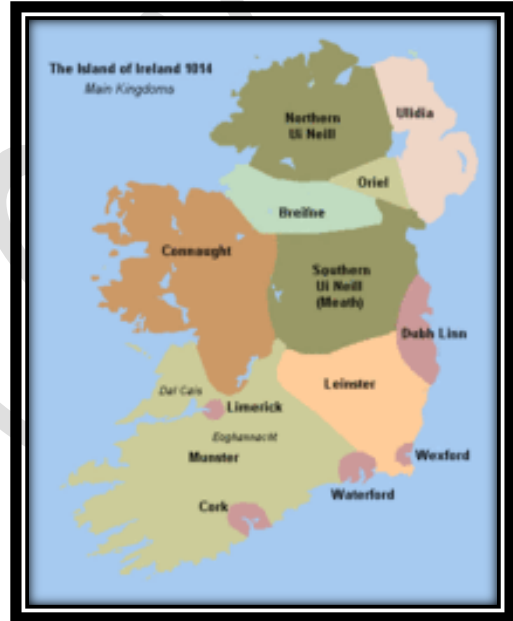 The Island of Ireland 1014
Main Kingdoms
Northern
Ui Neill
Ulidia
Oriel
Breifne
Connaught
Southern
Ui Neill
(Meath)
Dubh Linn
Leinster
Dal Cais
Limerick
Eoghannacht
Munster
Wexford
Waterford
Cork